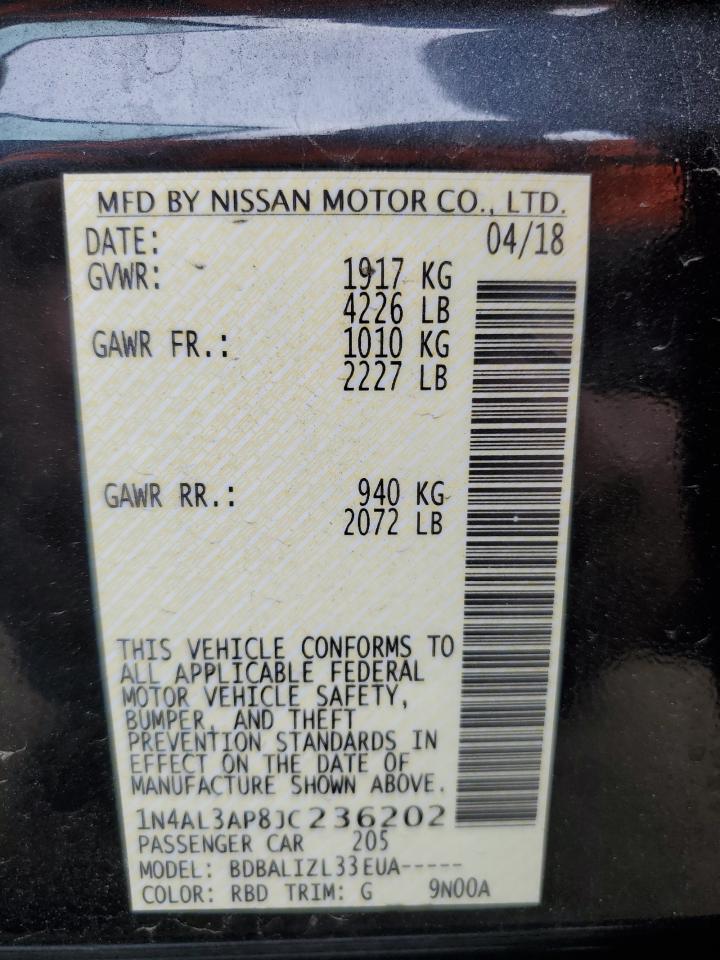 MFD BY NISSAN MOTOR CO., LTD.
DATE: 04/18
GVWR: 1917 KG
4226 LB
GAWR FR.: 1010 KG
2227 LB
GAWR RR.: 940 KG
2072 LB
THIS VEHICLE CONFORMS TO
ALL APPLICABLE FEDERAL
MOTOR VEHICLE SAFETY,
BUMPER, AND THEFT
PREVENTION STANDARDS IN
EFFECT ON THE DATE OF
MANUFACTURE SHOWN ABOVE.
1N4AL3AP8JC236202
PASSENGER CAR 205
MODEL: BDBALIZL33EUA-----
COLOR: RBD TRIM: G 9N00A